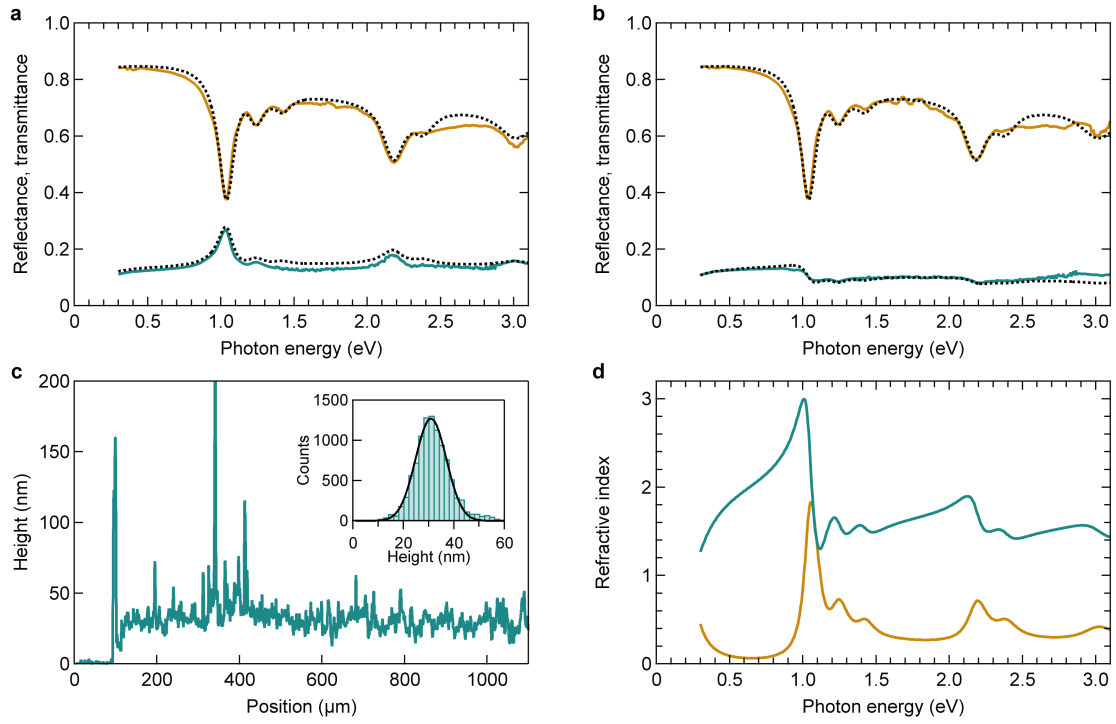 a
1.0
0.8
0.6
0.4
0.2
0
Reflectance, transmittance
0 0.5 1.0 1.5 2.0 2.5 3.0
Photon energy (eV)
b
1.0
0.8
0.6
0.4
0.2
0
Reflectance, transmittance
0 0.5 1.0 1.5 2.0 2.5 3.0
Photon energy (eV)
c
200
150
100
50
0
Height (nm)
0 200 400 600 800 1000
Position (µm)
1500
1000
500
0
Counts
0 20 40 60
Height (nm)
d
3
2
1
0
Refractive index
0 0.5 1.0 1.5 2.0 2.5 3.0
Photon energy (eV)